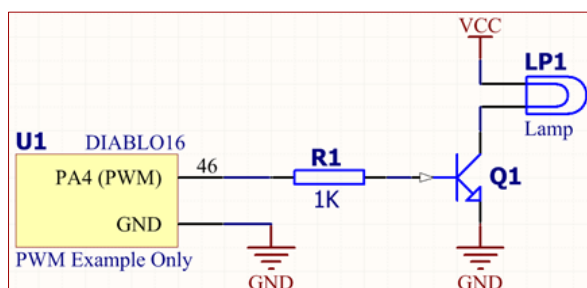 VCC
LP1
Lamp
U1 DIABLO16
PA4 (PWM) 46
R1
1K
Q1
GND
PWM Example Only
GND
GND